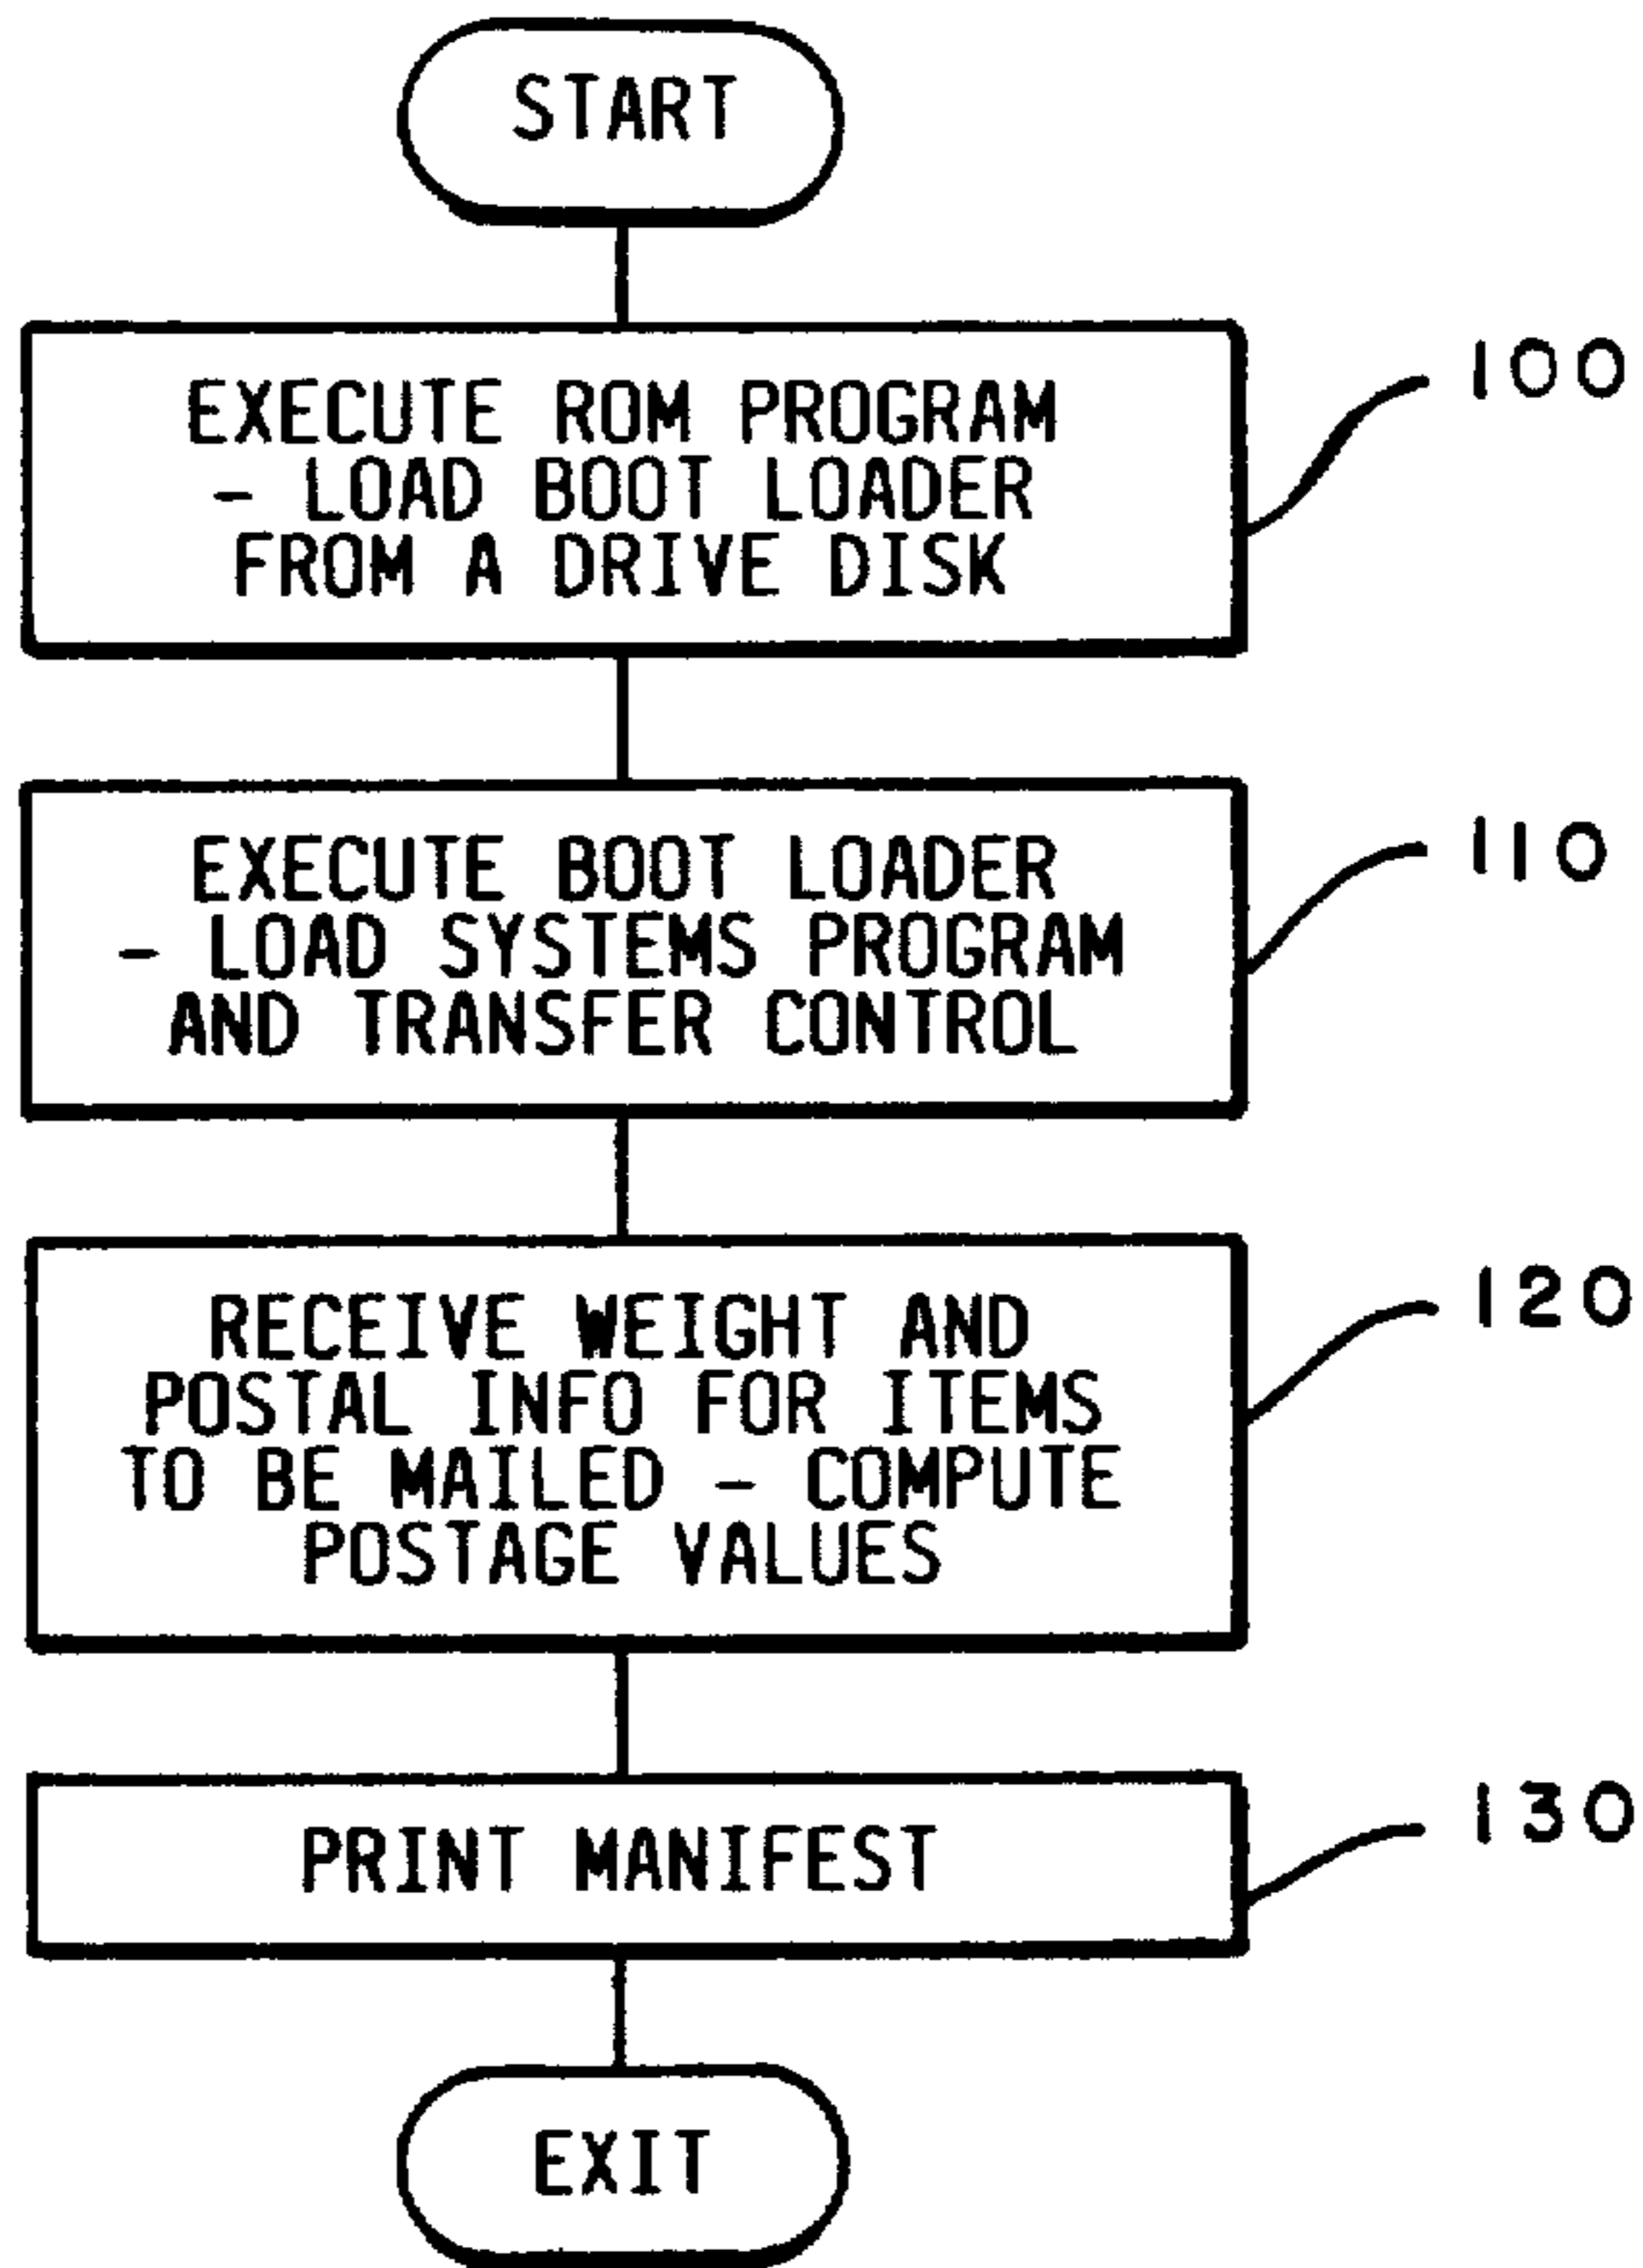 START
EXECUTE ROM PROGRAM
- LOAD BOOT LOADER
FROM A DRIVE DISK
100
EXECUTE BOOT LOADER
- LOAD SYSTEMS PROGRAM
AND TRANSFER CONTROL
110
RECEIVE WEIGHT AND
POSTAL INFO FOR ITEMS
TO BE MAILED - COMPUTE
POSTAGE VALUES
120
PRINT MANIFEST
130
EXIT